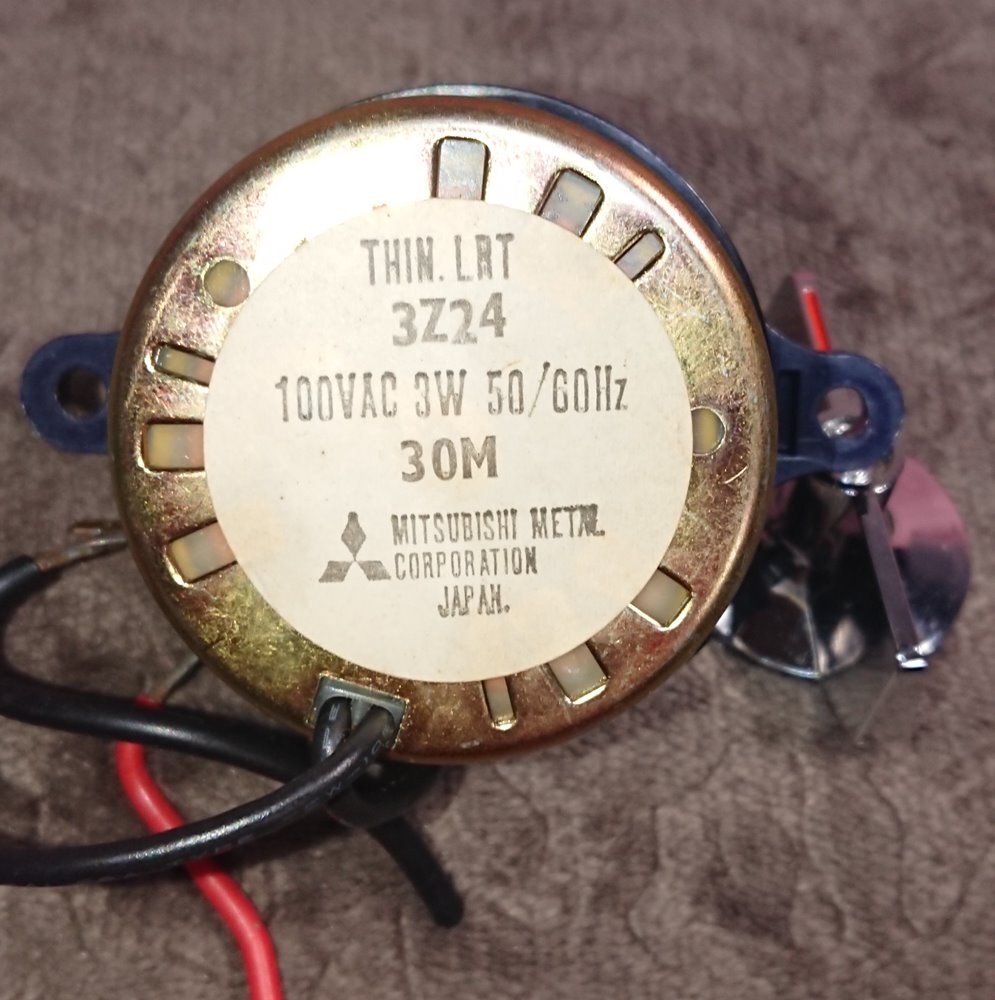 THIN. LRT
3Z24
100VAC 3W 50/60Hz
30M
MITSUBISHI METAL
CORPORATION
JAPAN.